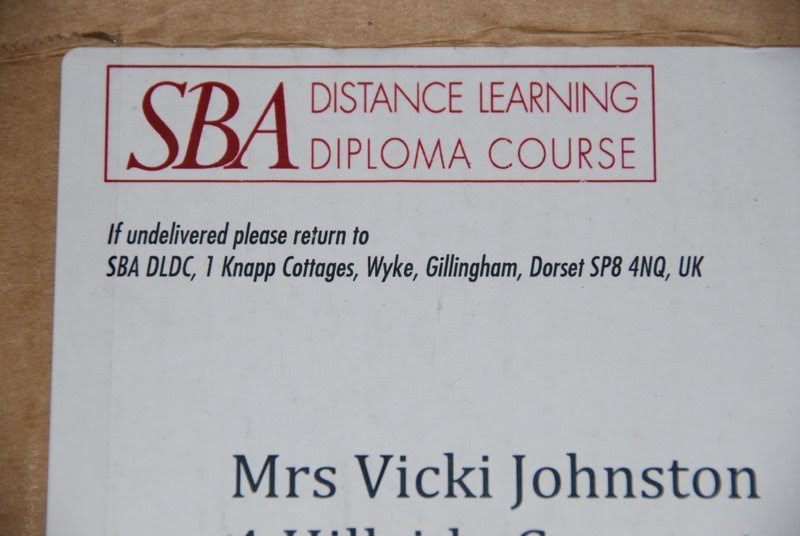 SBA DISTANCE LEARNING
DIPLOMA COURSE
If undelivered please return to
SBA DLDC, 1 Knapp Cottages, Wyke, Gillingham, Dorset SP8 4NQ, UK
Mrs Vicki Johnston